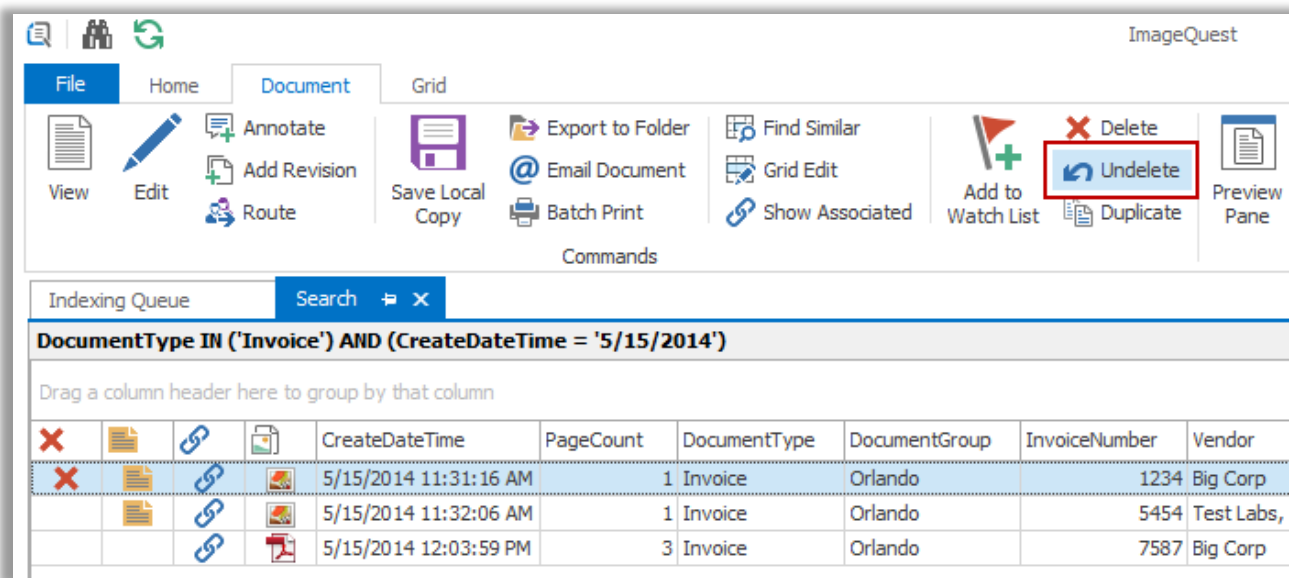 ImageQuest
File Home Document Grid
View
Edit
Annotate
Add Revision
Route
Save Local
Copy
Export to Folder
@ Email Document
Batch Print
Find Similar
Grid Edit
Show Associated
Add to
Watch List
Delete
Undelete
Duplicate
Preview
Pane
Commands
Indexing Queue Search
DocumentType IN ('Invoice') AND (CreateDateTime = '5/15/2014')
Drag a column header here to group by that column
CreateDateTime PageCount DocumentType DocumentGroup InvoiceNumber Vendor
5/15/2014 11:31:16 AM 1 Invoice Orlando 1234 Big Corp
5/15/2014 11:32:06 AM 1 Invoice Orlando 5454 Test Labs,
5/15/2014 12:03:59 PM 3 Invoice Orlando 7587 Big Corp